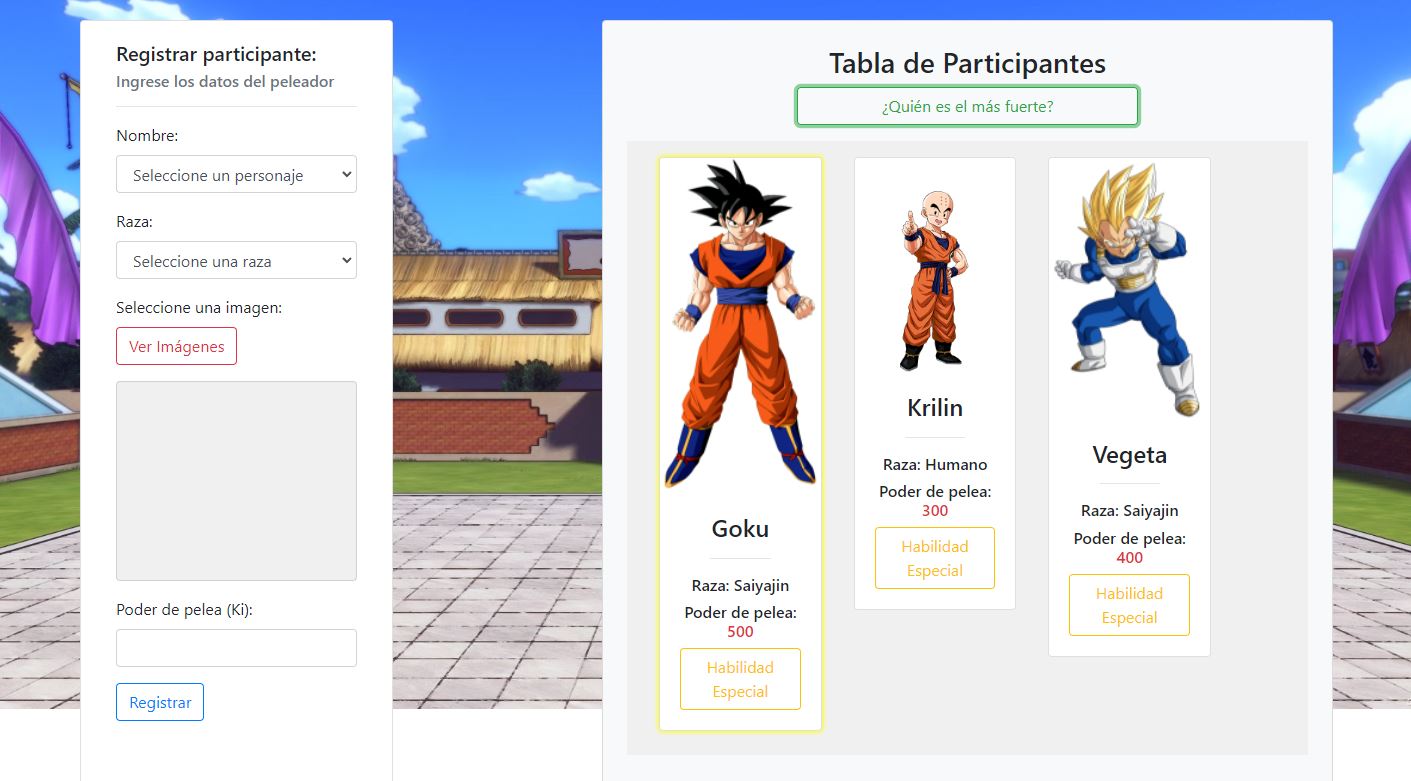 Registrar participante:
Ingrese los datos del peleador
Nombre:
Seleccione un personaje
Raza:
Seleccione una raza
Seleccione una imagen:
Ver Imágenes
Poder de pelea (Ki):
Registrar
Tabla de Participantes
¿Quién es el más fuerte?
Goku
Raza: Saiyajin
Poder de pelea:
500
Habilidad
Especial
Krilin
Raza: Humano
Poder de pelea:
300
Habilidad
Especial
Vegeta
Raza: Saiyajin
Poder de pelea:
400
Habilidad
Especial